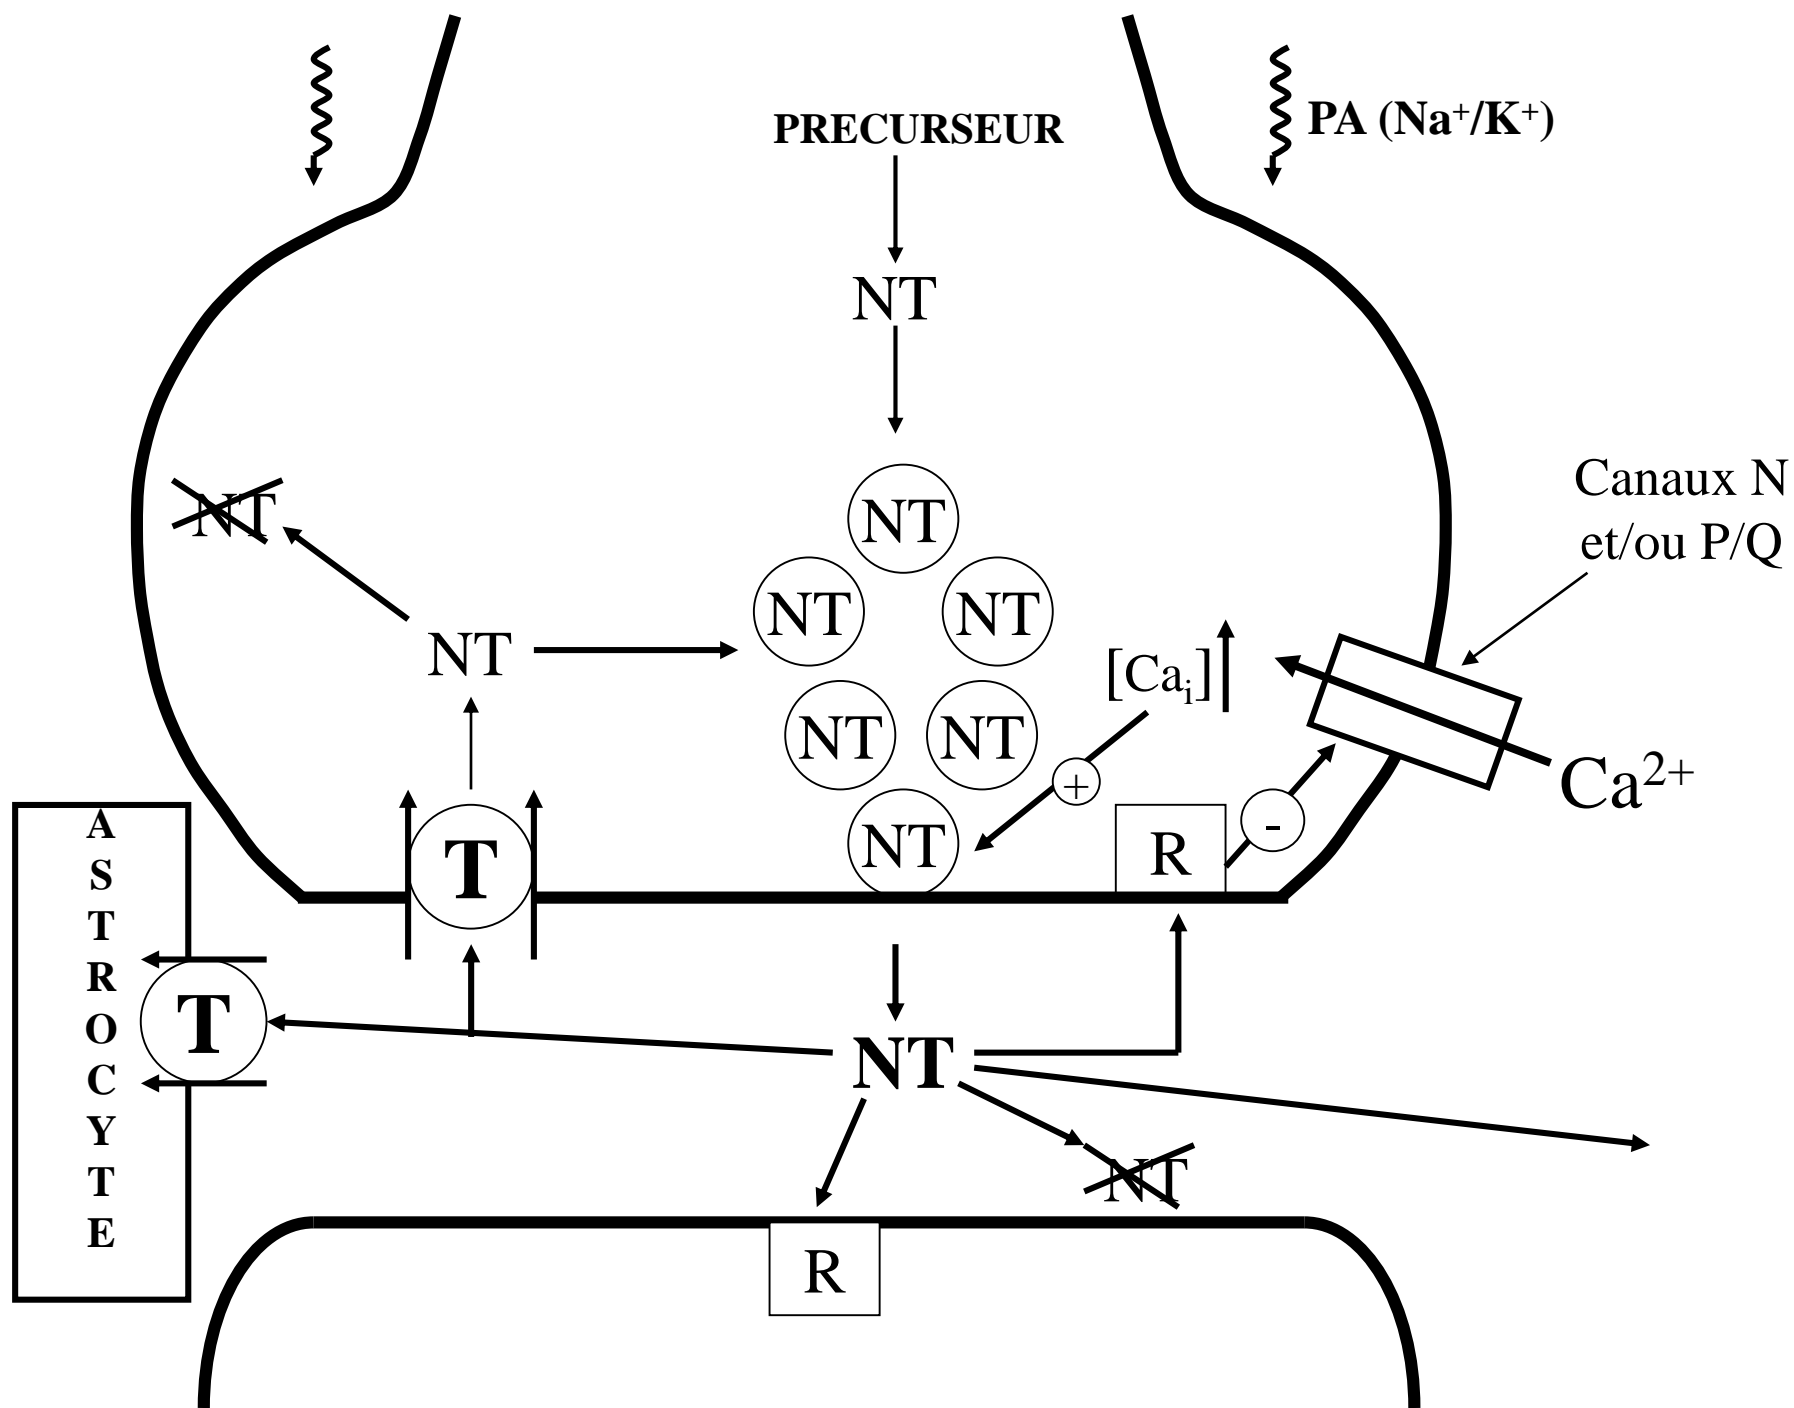 PRECURSEUR
PA (Na+/K+)
NT
Canaux N
et/ou P/Q
NT
NT
NT
NT
NT
[Cai]
NT
NT
+
Ca2+
NT
-
R
T
A
S
T
R
O
C
Y
T
E
T
NT
NT
R